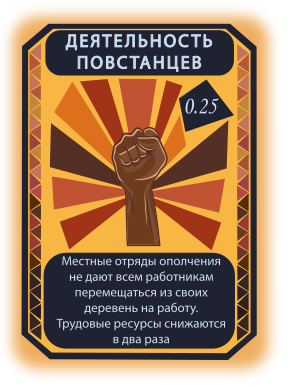 ДЕЯТЕЛЬНОСТЬ
ПОВСТАНЦЕВ
0.25
Местные отряды ополчения
не дают всем работникам
перемещаться из своих
деревень на работу.
Трудовые ресурсы снижаются
в два раза